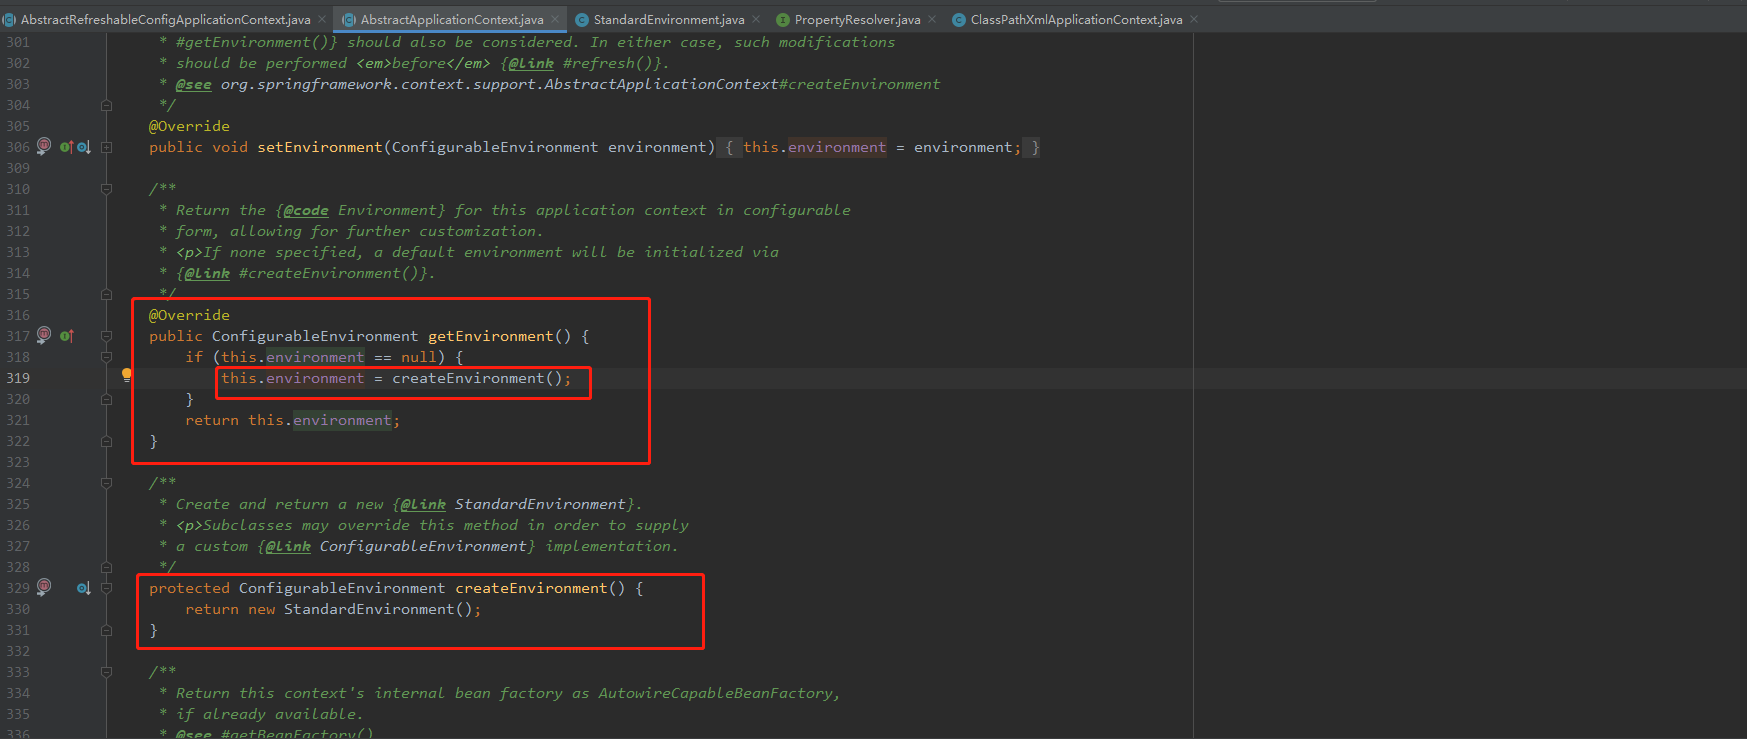 AbstractRefreshableConfigApplicationContext.java AbstractApplicationContext.java StandardEnvironment.java PropertyResolver.java ClassPathXmlApplicationContext.java
301 * #getEnvironment()} should also be considered. In either case, such modifications
302 * should be performed <em>before</em> {@link #refresh()}.
303 * @see org.springframework.context.support.AbstractApplicationContext#createEnvironment
304 */
305 @Override
306 public void setEnvironment(ConfigurableEnvironment environment) { this.environment = environment; }
309
310 /**
311 * Return the {@code Environment} for this application context in configurable
312 * form, allowing for further customization.
313 * <p>If none specified, a default environment will be initialized via
314 * {@link #createEnvironment()}.
315 */
316 @Override
317 public ConfigurableEnvironment getEnvironment() {
318 if (this.environment == null) {
319 this.environment = createEnvironment();
320 }
321 return this.environment;
322 }
323
324 /**
325 * Create and return a new {@link StandardEnvironment}.
326 * <p>Subclasses may override this method in order to supply
327 * a custom {@link ConfigurableEnvironment} implementation.
328 */
329 protected ConfigurableEnvironment createEnvironment() {
330 return new StandardEnvironment();
331 }
332
333 /**
334 * Return this context's internal bean factory as AutowireCapableBeanFactory,
335 * if already available.
336 * @see #getBeanFactory()